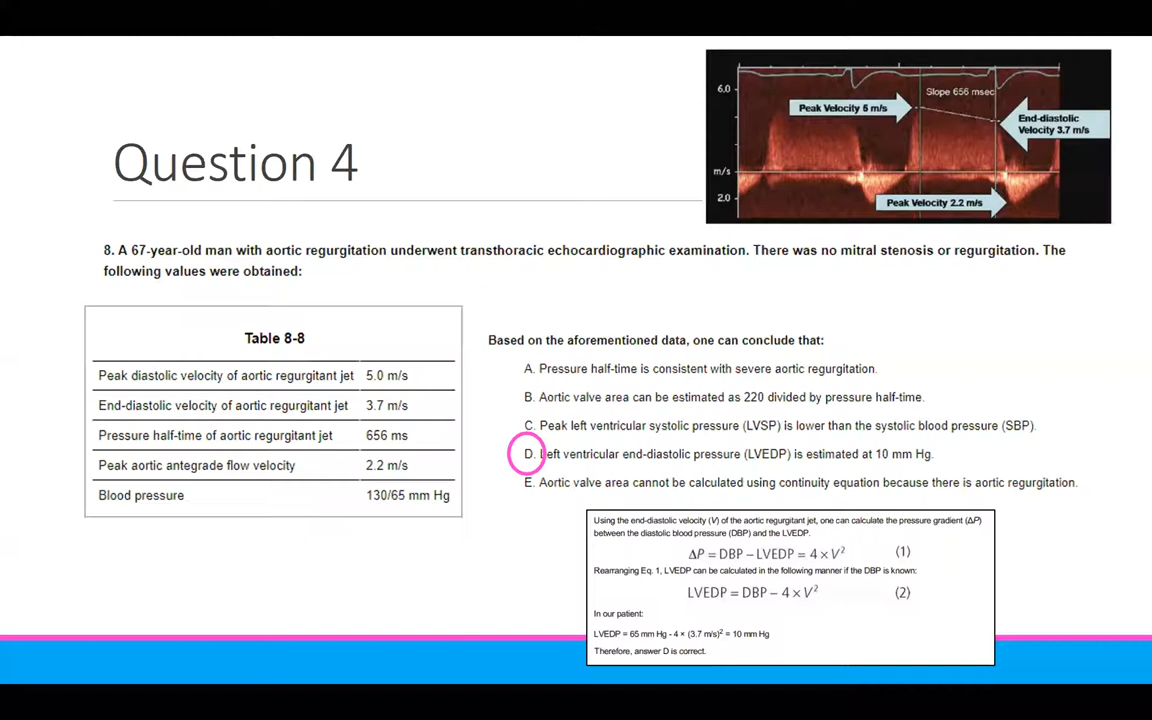 6.0
Slope 656 msec
Peak Velocity 5 m/s
End-diastolic
Velocity 3.7 m/s
m/s
Peak Velocity 2.2 m/s
2.0
Question 4
8. A 67-year-old man with aortic regurgitation underwent transthoracic echocardiographic examination. There was no mitral stenosis or regurgitation. The
following values were obtained:
Table 8-8
Peak diastolic velocity of aortic regurgitant jet 5.0 m/s
End-diastolic velocity of aortic regurgitant jet 3.7 m/s
Pressure half-time of aortic regurgitant jet 656 ms
Peak aortic antegrade flow velocity 2.2 m/s
Blood pressure 130/65 mm Hg
Based on the aforementioned data, one can conclude that:
A. Pressure half-time is consistent with severe aortic regurgitation.
B. Aortic valve area can be estimated as 220 divided by pressure half-time.
C. Peak left ventricular systolic pressure (LVSP) is lower than the systolic blood pressure (SBP).
D. Left ventricular end-diastolic pressure (LVEDP) is estimated at 10 mm Hg.
E. Aortic valve area cannot be calculated using continuity equation because there is aortic regurgitation.
Using the end-diastolic velocity (V) of the aortic regurgitant jet, one can calculate the pressure gradient (ΔP)
between the diastolic blood pressure (DBP) and the LVEDP.
ΔP = DBP – LVEDP = 4 × V² (1)
Rearranging Eq. 1, LVEDP can be calculated in the following manner if the DBP is known:
LVEDP = DBP – 4 × V² (2)
In our patient:
LVEDP = 65 mm Hg - 4 × (3.7 m/s)² = 10 mm Hg
Therefore, answer D is correct.